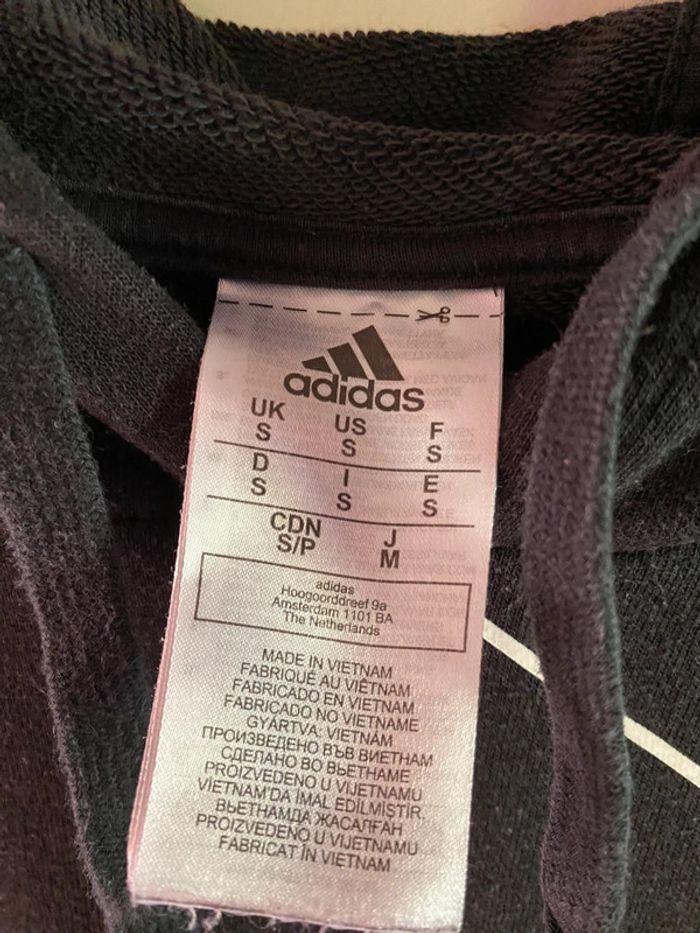 adidas
UK US F
S S S
D I E
S S S
CDN J
S/P M
adidas
Hoogoorddreef 9a
Amsterdam 1101 BA
The Netherlands
MADE IN VIETNAM
FABRIQUÉ AU VIÊTNAM
FABRICADO EN VIETNAM
FABRICADO NO VIETNAME
GYÁRTVA: VIETNÁM
ПРОИЗВЕДЕНО ВЪВ ВИЕТНАМ
СДЕЛАНО ВО ВЬЕТНАМЕ
PROIZVEDENO U VIJETNAMU
VIETNAM'DA İMAL EDİLMİŞTİR.
ВЬЕТНАМДА ЖАСАЛҒАН
PROIZVEDENO U VIJETNAMU
FABRICAT ÎN VIETNAM